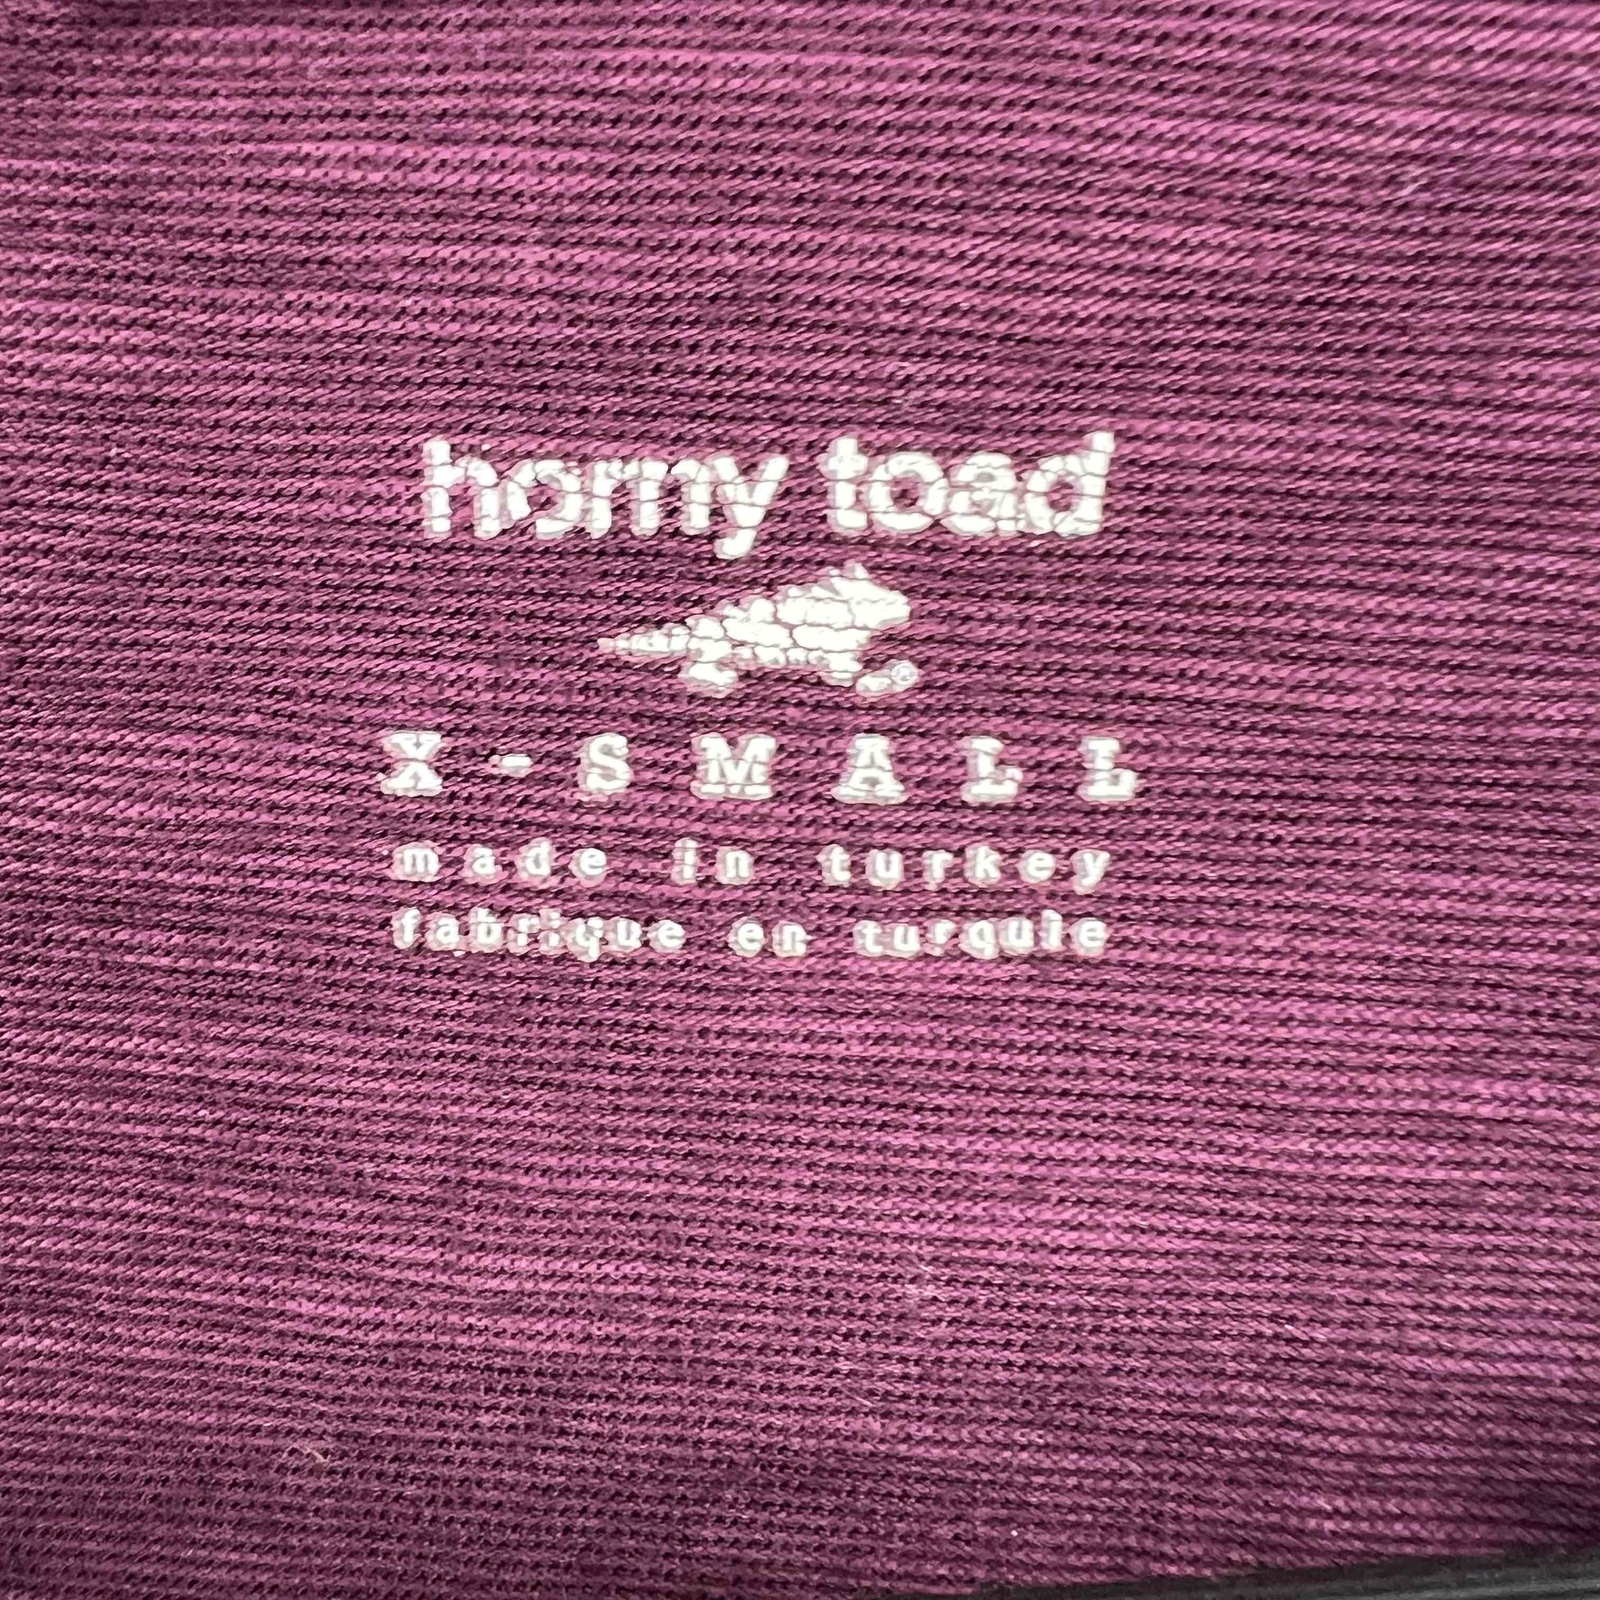 horny toad
®
X-SMALL
made in turkey
fabrique en turquie